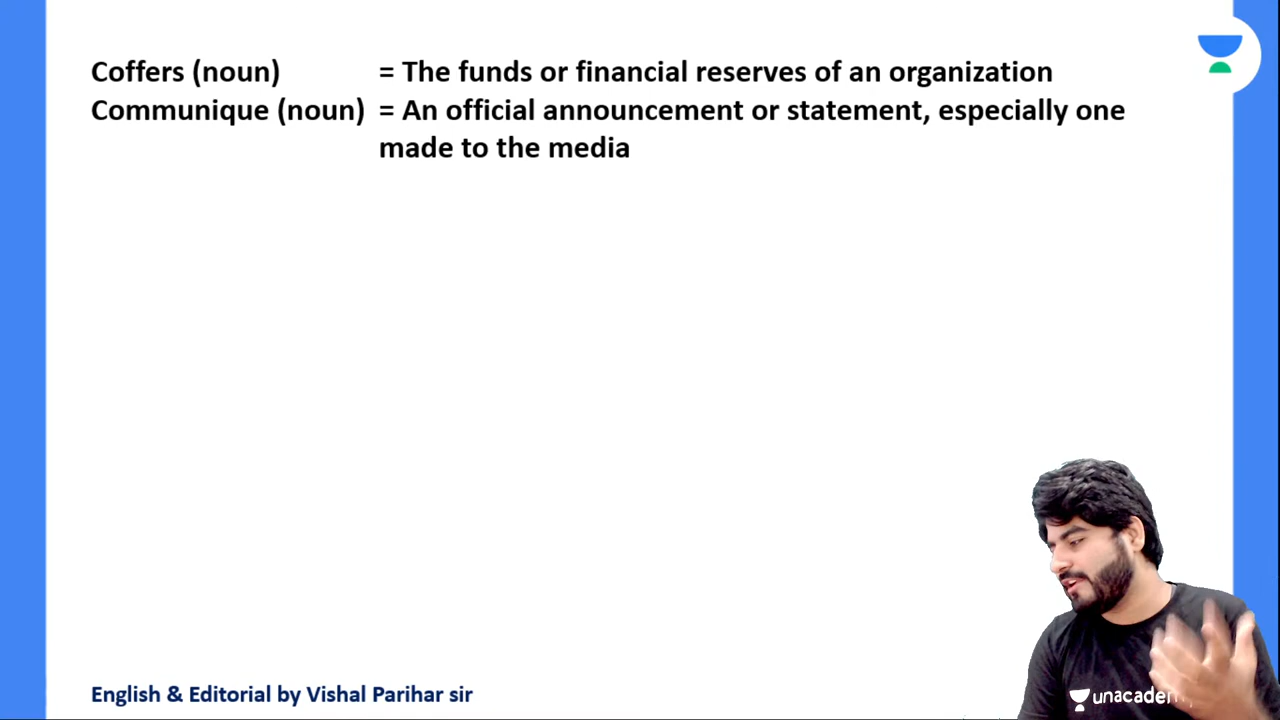 Coffers (noun) = The funds or financial reserves of an organization
Communique (noun) = An official announcement or statement, especially one
made to the media
English & Editorial by Vishal Parihar sir